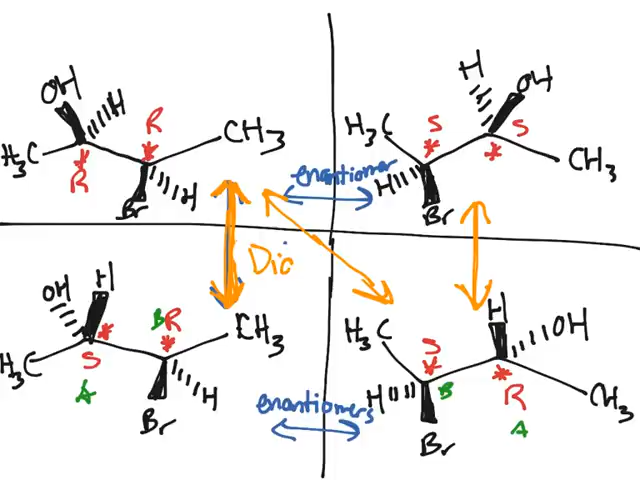 OH H R
H₃C * R * CH₃
Br H
H OH
H₃C S * S *
H Br CH₃
enantiomer
Dia
OH H B R
H₃C * S * CH₃
A Br H
H OH
H₃C S * B * R
H Br A CH₃
enantiomers